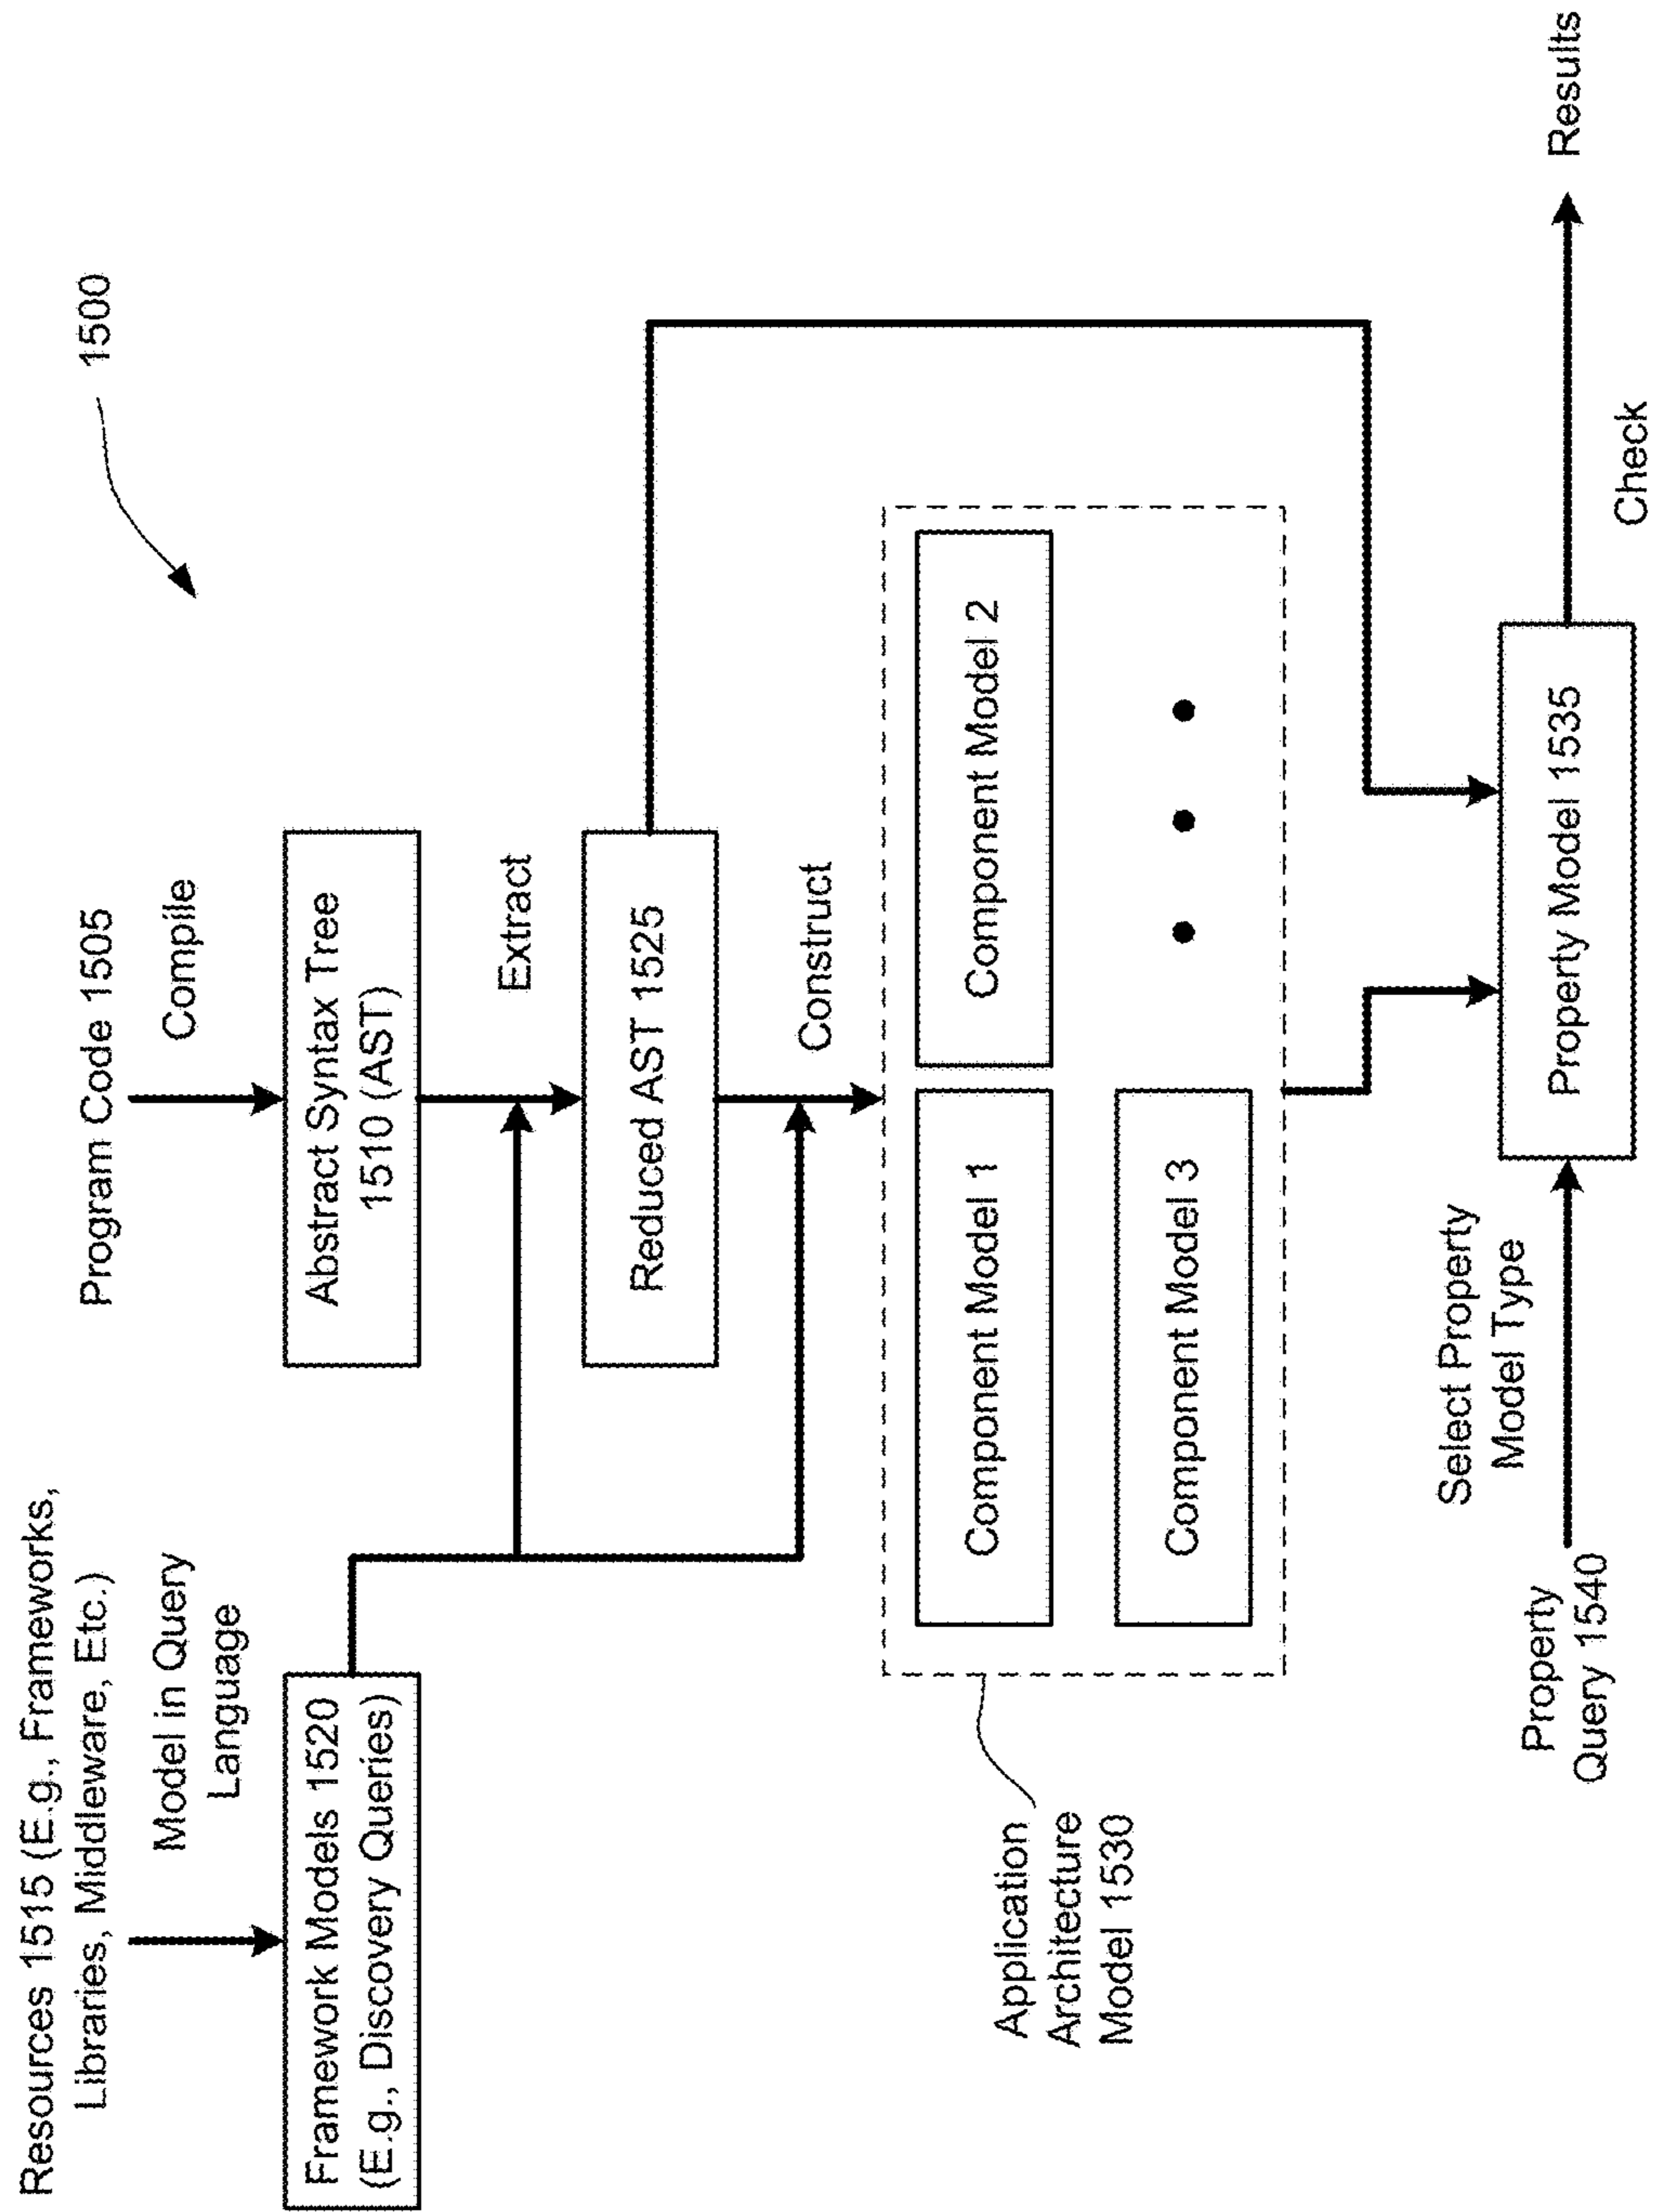 1500
Resources 1515 (E.g., Frameworks,
Libraries, Middleware, Etc.)
Program Code 1505
Model in Query
Language
Compile
Framework Models 1520
(E.g., Discovery Queries)
Abstract Syntax Tree
1510 (AST)
Extract
Reduced AST 1525
Construct
Application
Architecture
Model 1530
Component Model 1
Component Model 2
Component Model 3
Select Property
Model Type
Property
Query 1540
Property Model 1535
Check
Results